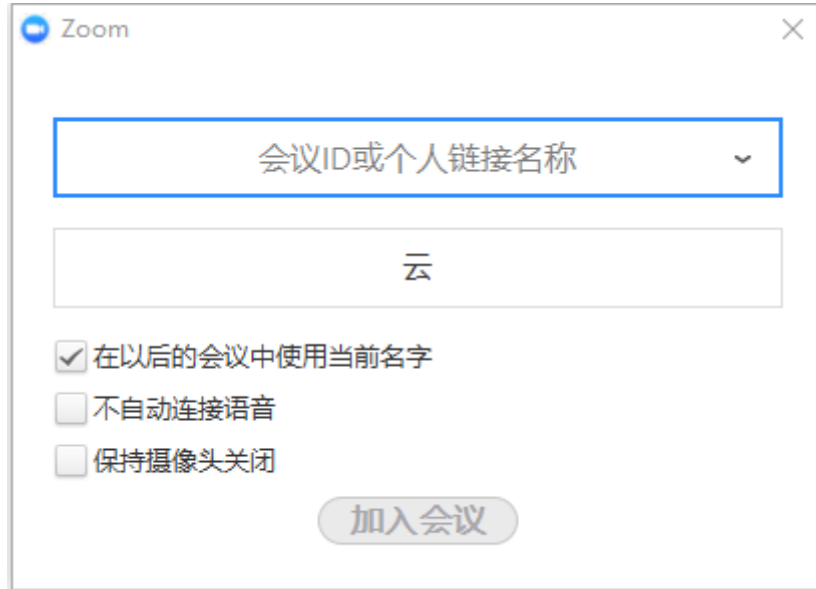 Zoom
会议ID或个人链接名称
云
在以后的会议中使用当前名字
不自动连接语音
保持摄像头关闭
加入会议